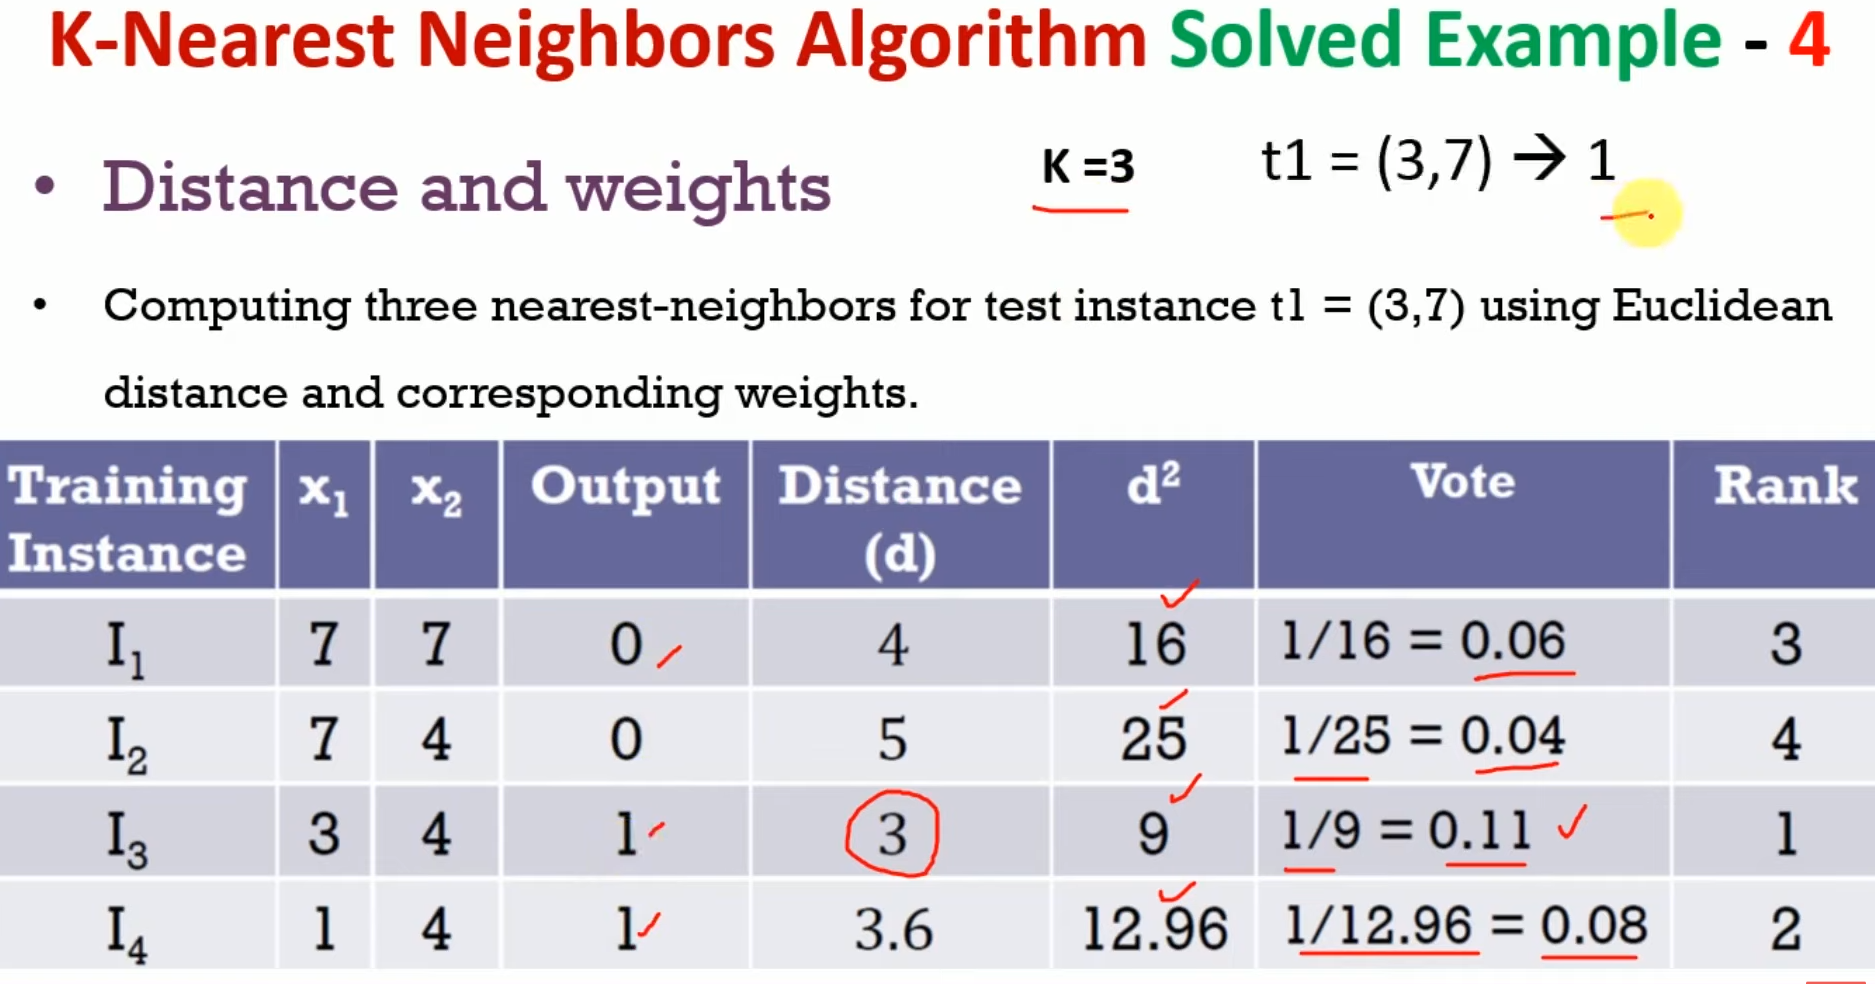 K-Nearest Neighbors Algorithm Solved Example - 4
• Distance and weights
K =3
t1 = (3,7) → 1
• Computing three nearest-neighbors for test instance t1 = (3,7) using Euclidean
distance and corresponding weights.
Training Instance x₁ x₂ Output Distance (d) d² Vote Rank
I₁ 7 7 0 4 16 1/16 = 0.06 3
I₂ 7 4 0 5 25 1/25 = 0.04 4
I₃ 3 4 1 3 9 1/9 = 0.11 1
I₄ 1 4 1 3.6 12.96 1/12.96 = 0.08 2